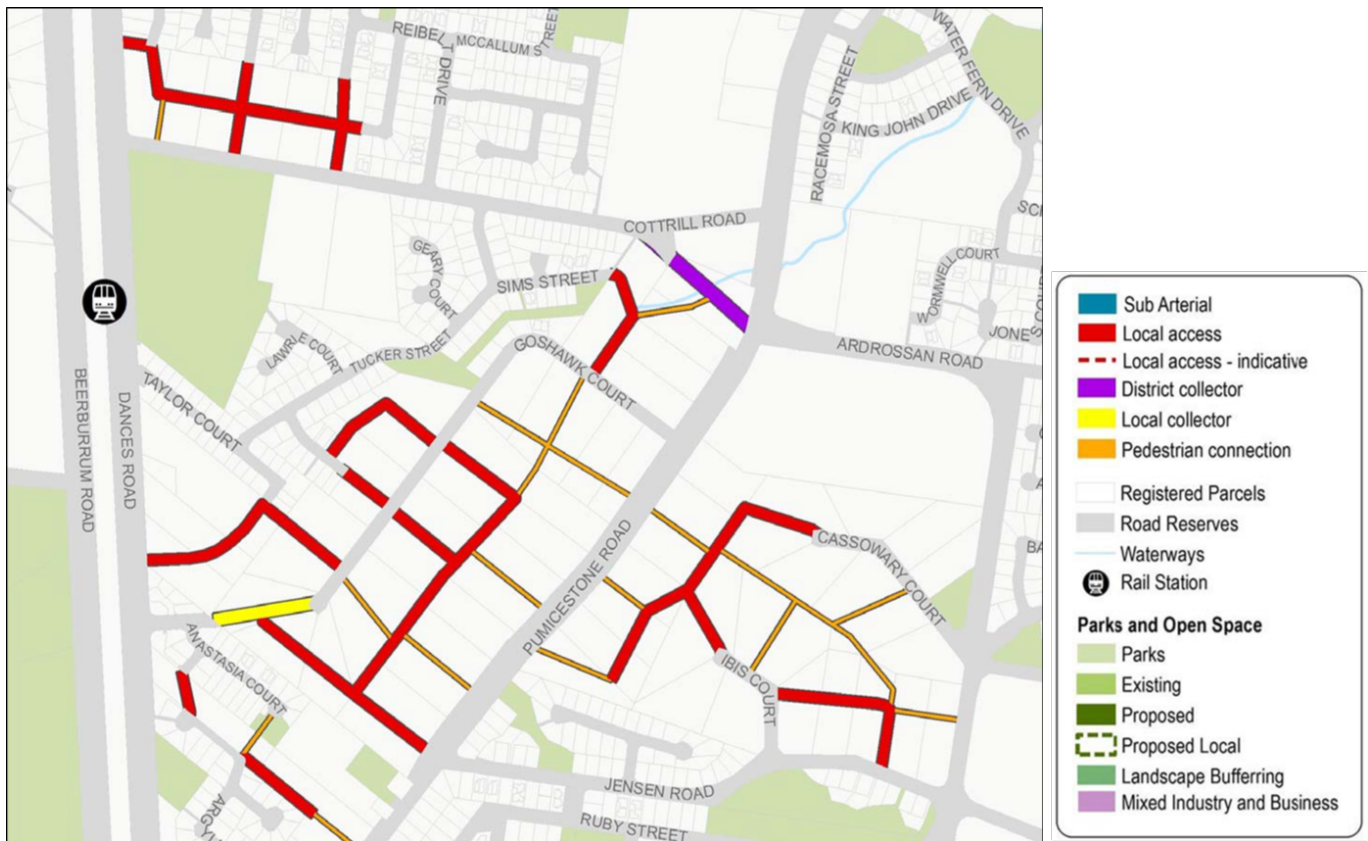 REIBELT DRIVE
MCCALLUM STREET
WATER FERN DRIVE
RACEMOSA STREET
KING JOHN DRIVE
COTTRILL ROAD
GEARY COURT
SIMS STREET
WORMWELL COURT
JONES COURT
ARDROSSAN ROAD
LAWRIE COURT
TUCKER STREET
GOSHAWK COURT
TAYLOR COURT
BEERBURRUM ROAD
DANCES ROAD
PUMICESTONE ROAD
CASSOWARY COURT
ANASTASIA COURT
IBIS COURT
JENSEN ROAD
RUBY STREET
Sub Arterial
Local access
Local access - indicative
District collector
Local collector
Pedestrian connection
Registered Parcels
Road Reserves
Waterways
Rail Station
Parks and Open Space
Parks
Existing
Proposed
Proposed Local
Landscape Bufferring
Mixed Industry and Business